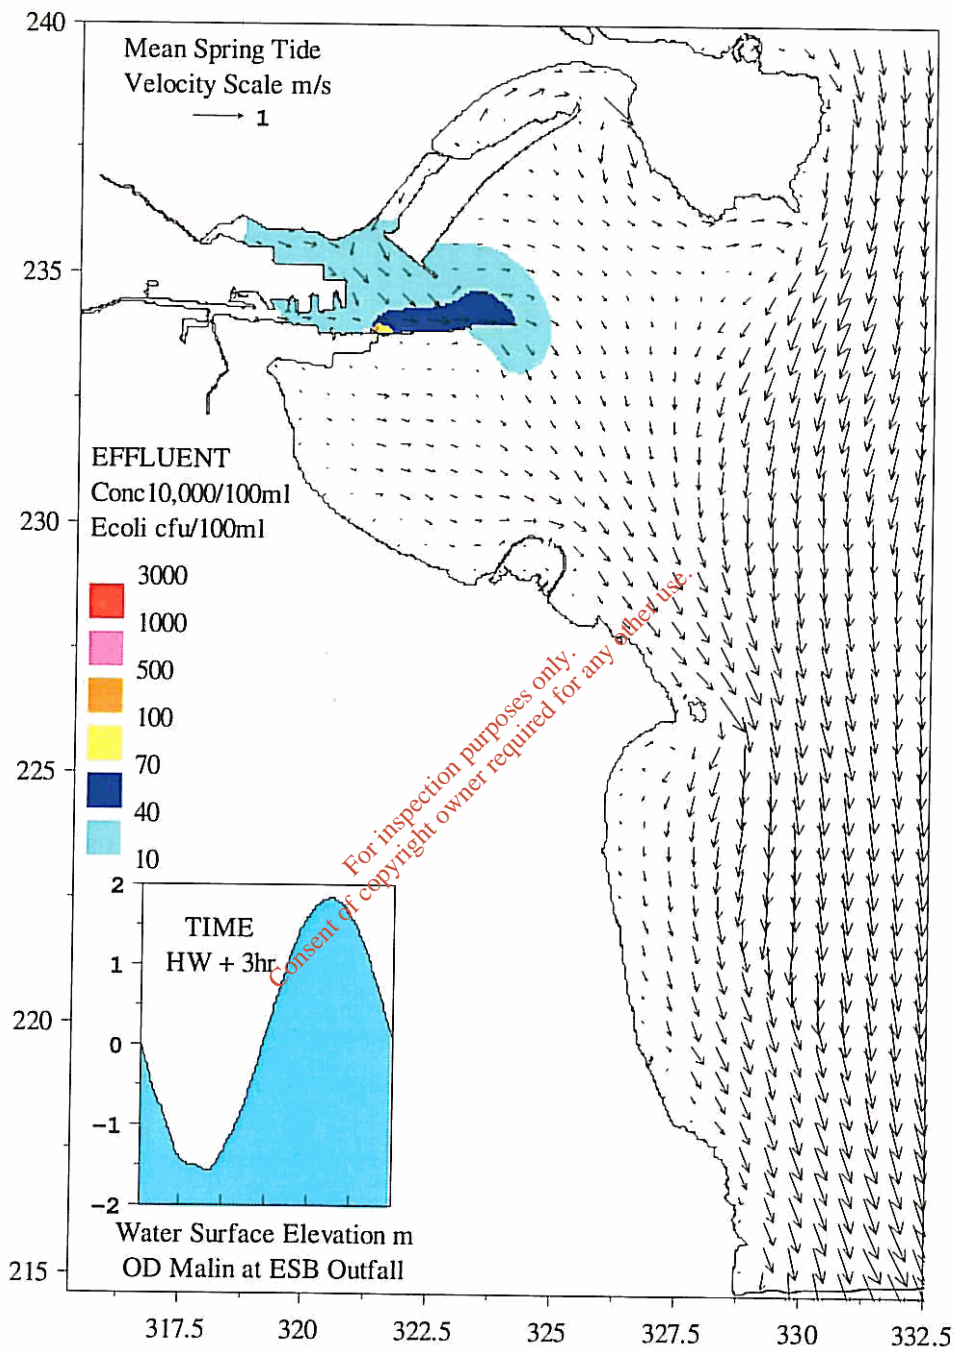 240
Mean Spring Tide
Velocity Scale m/s
1
235
EFFLUENT
Conc10,000/100ml
Ecoli cfu/100ml
230
3000
1000
500
100
70
40
10
225
For inspection purposes only.
Consent of copyright owner required for any other use.
2
TIME
HW + 3hr
1
0
-1
-2
220
Water Surface Elevation m
OD Malin at ESB Outfall
215
317.5 320 322.5 325 327.5 330 332.5